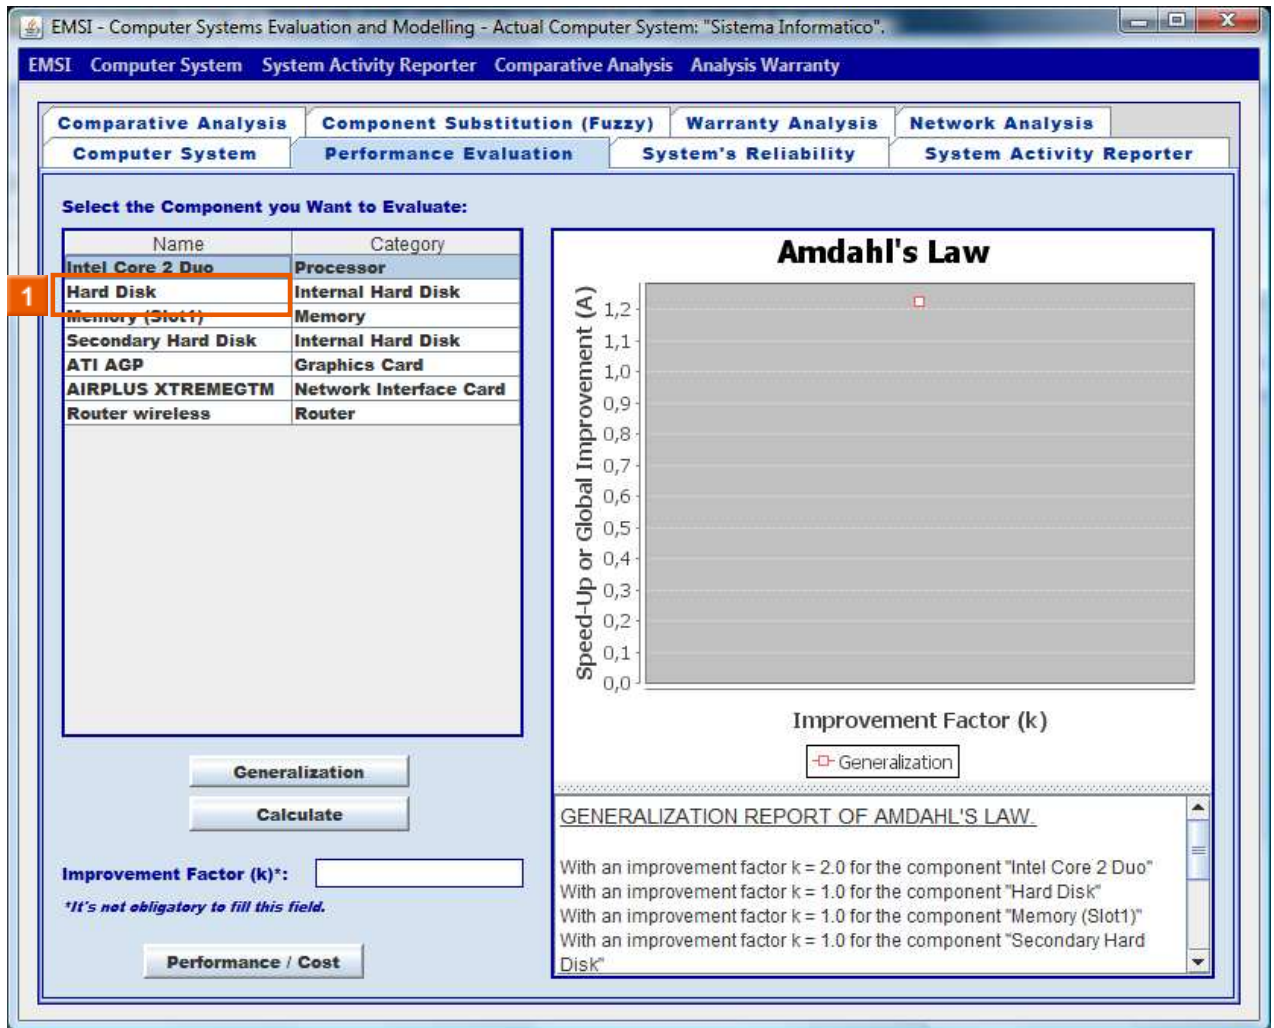 EMSI - Computer Systems Evaluation and Modelling - Actual Computer System: "Sistema Informatico".
EMSI Computer System System Activity Reporter Comparative Analysis Analysis Warranty
Comparative Analysis Component Substitution (Fuzzy) Warranty Analysis Network Analysis
Computer System Performance Evaluation System's Reliability System Activity Reporter
Select the Component you Want to Evaluate:
Name Category
Intel Core 2 Duo Processor
1
Hard Disk Internal Hard Disk
Memory (Slot1) Memory
Secondary Hard Disk Internal Hard Disk
ATI AGP Graphics Card
AIRPLUS XTREMEGTM Network Interface Card
Router wireless Router
Generalization
Calculate
Improvement Factor (k)*:
*It's not obligatory to fill this field.
Performance / Cost
Amdahl's Law
Speed-Up or Global Improvement (A)
1,2
1,1
1,0
0,9
0,8
0,7
0,6
0,5
0,4
0,3
0,2
0,1
0,0
Improvement Factor (k)
Generalization
GENERALIZATION REPORT OF AMDAHL'S LAW.
With an improvement factor k = 2.0 for the component "Intel Core 2 Duo"
With an improvement factor k = 1.0 for the component "Hard Disk"
With an improvement factor k = 1.0 for the component "Memory (Slot1)"
With an improvement factor k = 1.0 for the component "Secondary Hard
Disk"